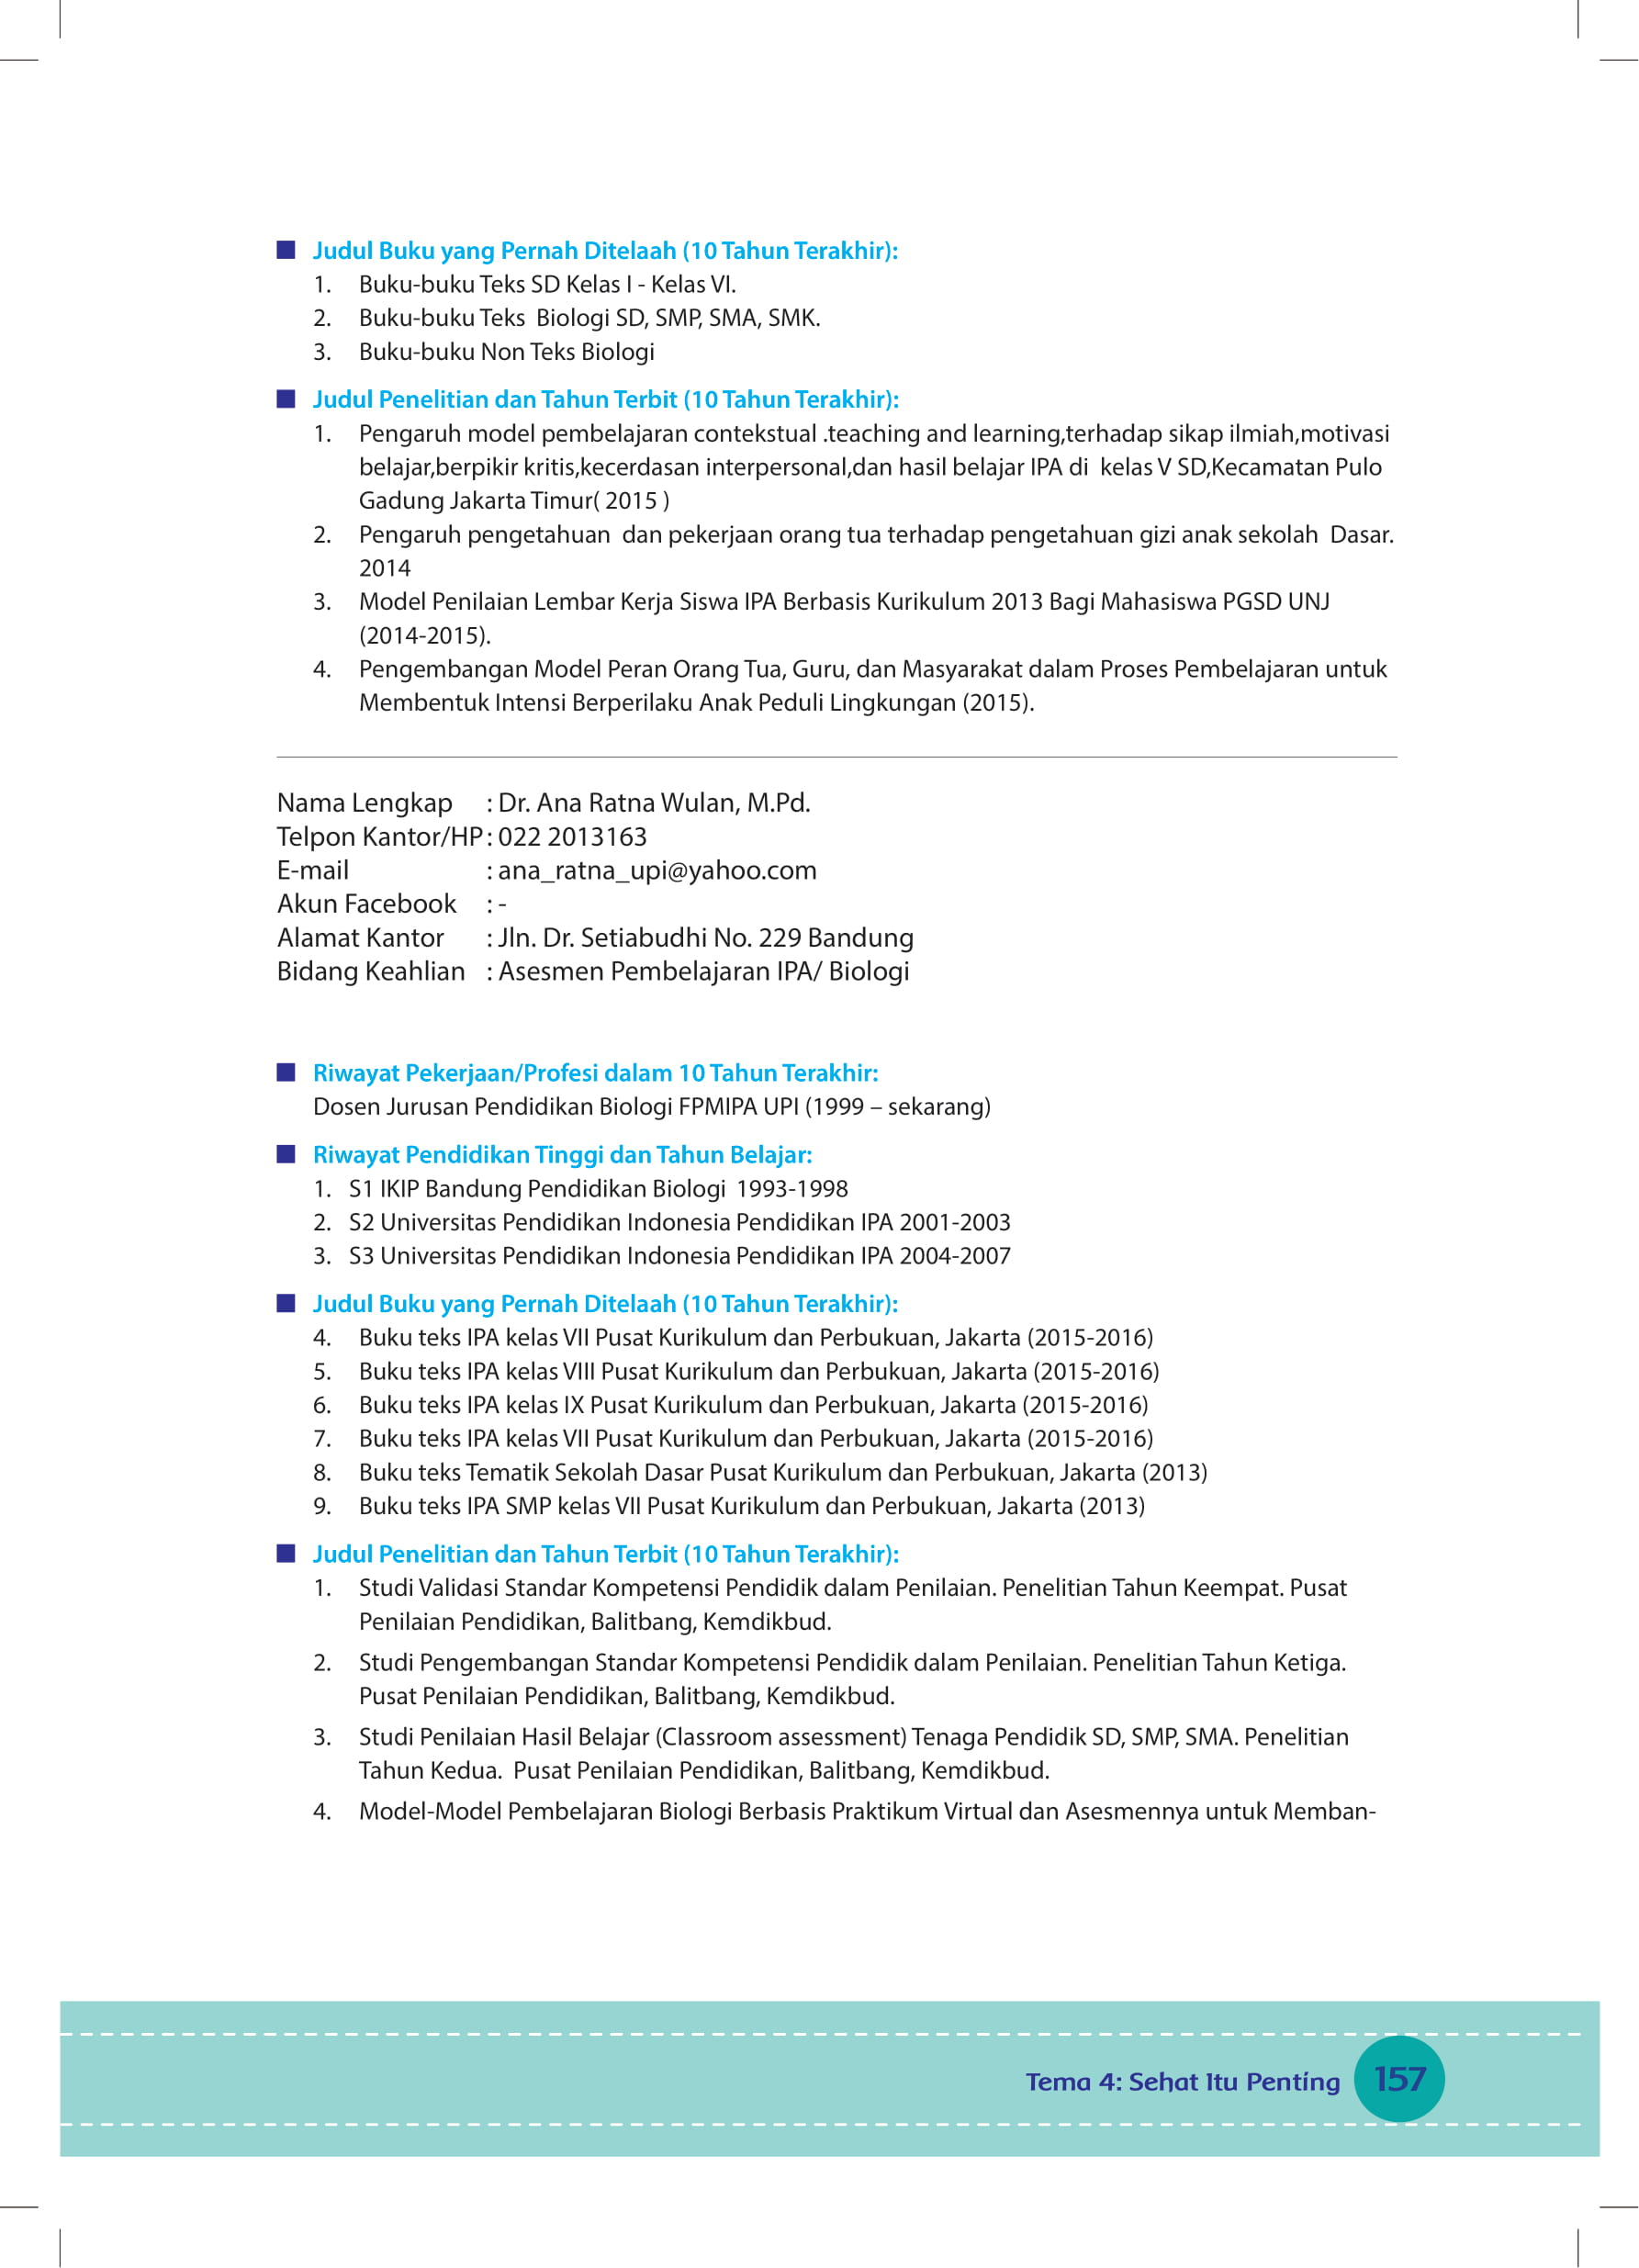 Judul Buku yang Pernah Ditelaah (10 Tahun Terakhir):
1. Buku-buku Teks SD Kelas I - Kelas VI.
2. Buku-buku Teks  Biologi SD, SMP, SMA, SMK.
3. Buku-buku Non Teks Biologi
Judul Penelitian dan Tahun Terbit (10 Tahun Terakhir):
1. Pengaruh model pembelajaran contekstual .teaching and learning,terhadap sikap ilmiah,motivasi
belajar,berpikir kritis,kecerdasan interpersonal,dan hasil belajar IPA di  kelas V SD,Kecamatan Pulo
Gadung Jakarta Timur( 2015 )
2. Pengaruh pengetahuan  dan pekerjaan orang tua terhadap pengetahuan gizi anak sekolah  Dasar.
2014
3. Model Penilaian Lembar Kerja Siswa IPA Berbasis Kurikulum 2013 Bagi Mahasiswa PGSD UNJ
(2014-2015).
4. Pengembangan Model Peran Orang Tua, Guru, dan Masyarakat dalam Proses Pembelajaran untuk
Membentuk Intensi Berperilaku Anak Peduli Lingkungan (2015).
Nama Lengkap : Dr. Ana Ratna Wulan, M.Pd.
Telpon Kantor/HP : 022 2013163
E-mail : ana_ratna_upi@yahoo.com
Akun Facebook : -
Alamat Kantor : Jln. Dr. Setiabudhi No. 229 Bandung
Bidang Keahlian : Asesmen Pembelajaran IPA/ Biologi
Riwayat Pekerjaan/Profesi dalam 10 Tahun Terakhir:
Dosen Jurusan Pendidikan Biologi FPMIPA UPI (1999 – sekarang)
Riwayat Pendidikan Tinggi dan Tahun Belajar:
1. S1 IKIP Bandung Pendidikan Biologi  1993-1998
2. S2 Universitas Pendidikan Indonesia Pendidikan IPA 2001-2003
3. S3 Universitas Pendidikan Indonesia Pendidikan IPA 2004-2007
Judul Buku yang Pernah Ditelaah (10 Tahun Terakhir):
4. Buku teks IPA kelas VII Pusat Kurikulum dan Perbukuan, Jakarta (2015-2016)
5. Buku teks IPA kelas VIII Pusat Kurikulum dan Perbukuan, Jakarta (2015-2016)
6. Buku teks IPA kelas IX Pusat Kurikulum dan Perbukuan, Jakarta (2015-2016)
7. Buku teks IPA kelas VII Pusat Kurikulum dan Perbukuan, Jakarta (2015-2016)
8. Buku teks Tematik Sekolah Dasar Pusat Kurikulum dan Perbukuan, Jakarta (2013)
9. Buku teks IPA SMP kelas VII Pusat Kurikulum dan Perbukuan, Jakarta (2013)
Judul Penelitian dan Tahun Terbit (10 Tahun Terakhir):
1. Studi Validasi Standar Kompetensi Pendidik dalam Penilaian. Penelitian Tahun Keempat. Pusat
Penilaian Pendidikan, Balitbang, Kemdikbud.
2. Studi Pengembangan Standar Kompetensi Pendidik dalam Penilaian. Penelitian Tahun Ketiga.
Pusat Penilaian Pendidikan, Balitbang, Kemdikbud.
3. Studi Penilaian Hasil Belajar (Classroom assessment) Tenaga Pendidik SD, SMP, SMA. Penelitian
Tahun Kedua.  Pusat Penilaian Pendidikan, Balitbang, Kemdikbud.
4. Model-Model Pembelajaran Biologi Berbasis Praktikum Virtual dan Asesmennya untuk Memban-
Tema 4: Sehat Itu Penting 157